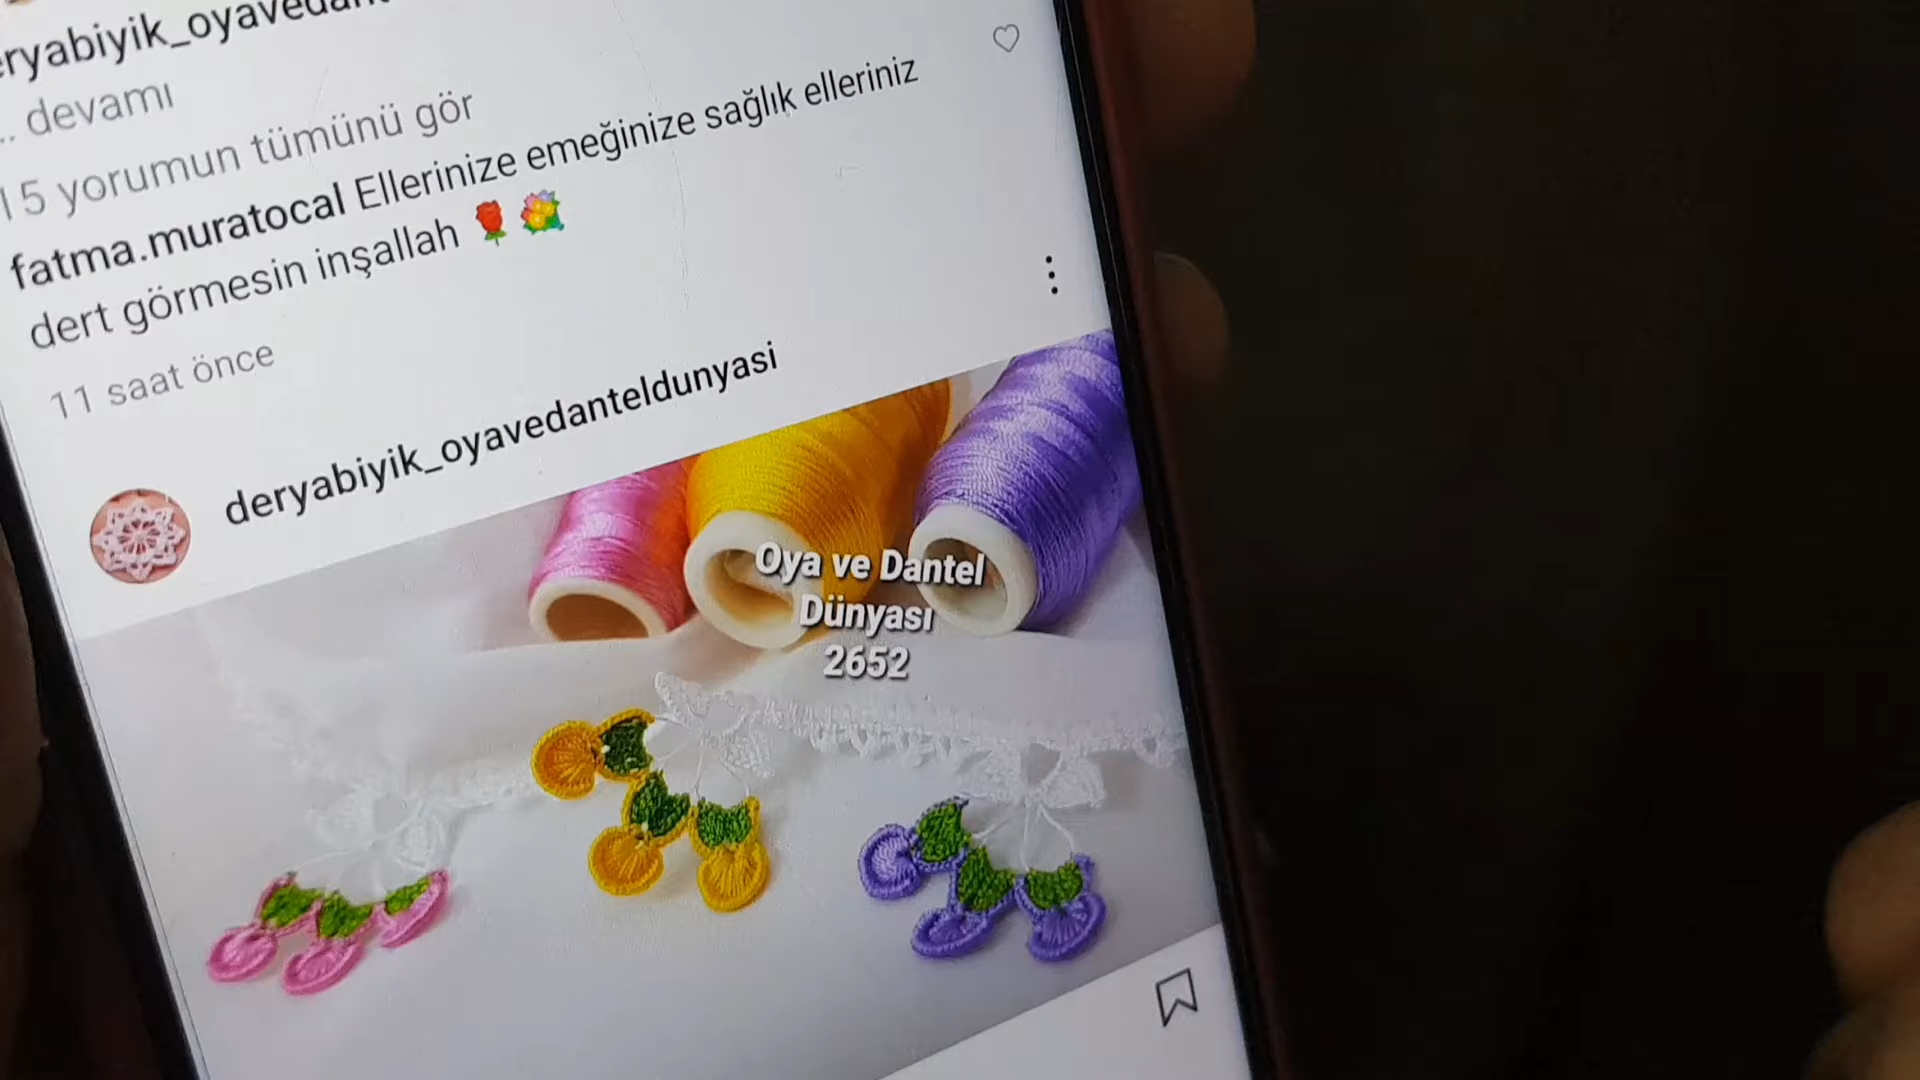 deryabiyik_oyavedant
... devamı
15 yorumun tümünü gör
fatma.muratocal Ellerinize emeğinize sağlık elleriniz
dert görmesin inşallah 🌹💐
11 saat önce
deryabiyik_oyavedanteldunyasi
Oya ve Dantel
Dünyası
2652